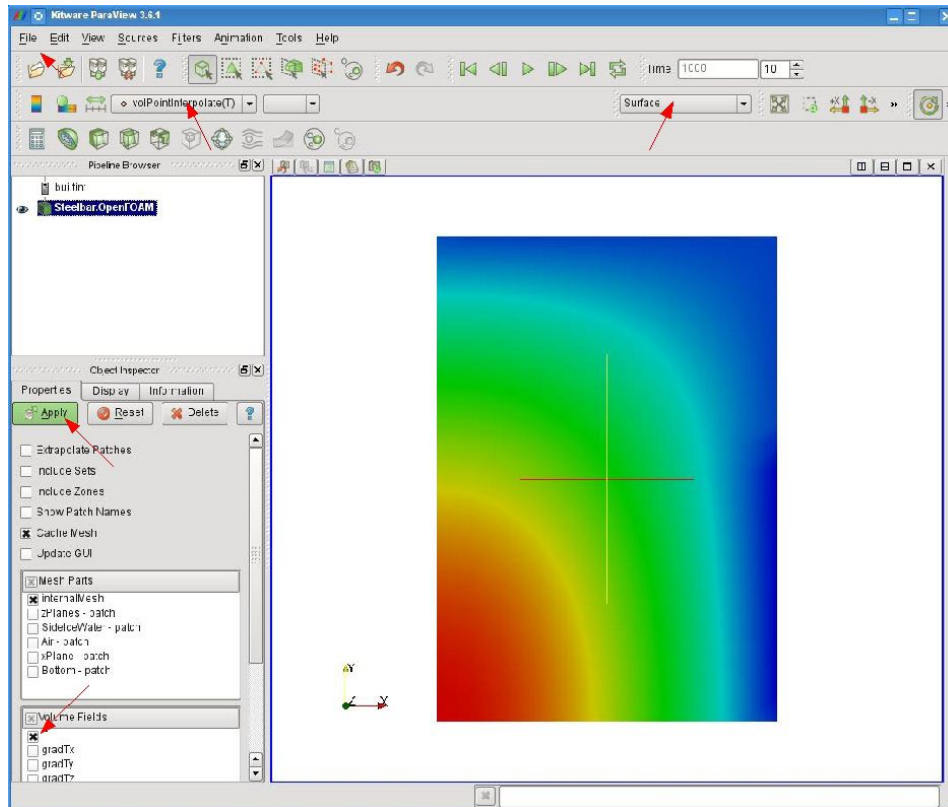 Kitware ParaView 3.6.1
File Edit View Sources Filters Animation Tools Help
Time 1000 10
volPointInterpolate(T) Surface
+X -X
Pipeline Browser
builtin:
Steelbar.OpenFOAM
Object Inspector
Properties Display Information
Apply Reset Delete ?
Extrapolate Patches
Include Sets
Include Zones
Show Patch Names
Cache Mesh
Update GUI
Mesh Parts
internalMesh
zPlanes - patch
SideIceWater - patch
Air - patch
xPlane - patch
Bottom - patch
Volume Fields
gradTx
gradTy
gradTz
Y
Z X